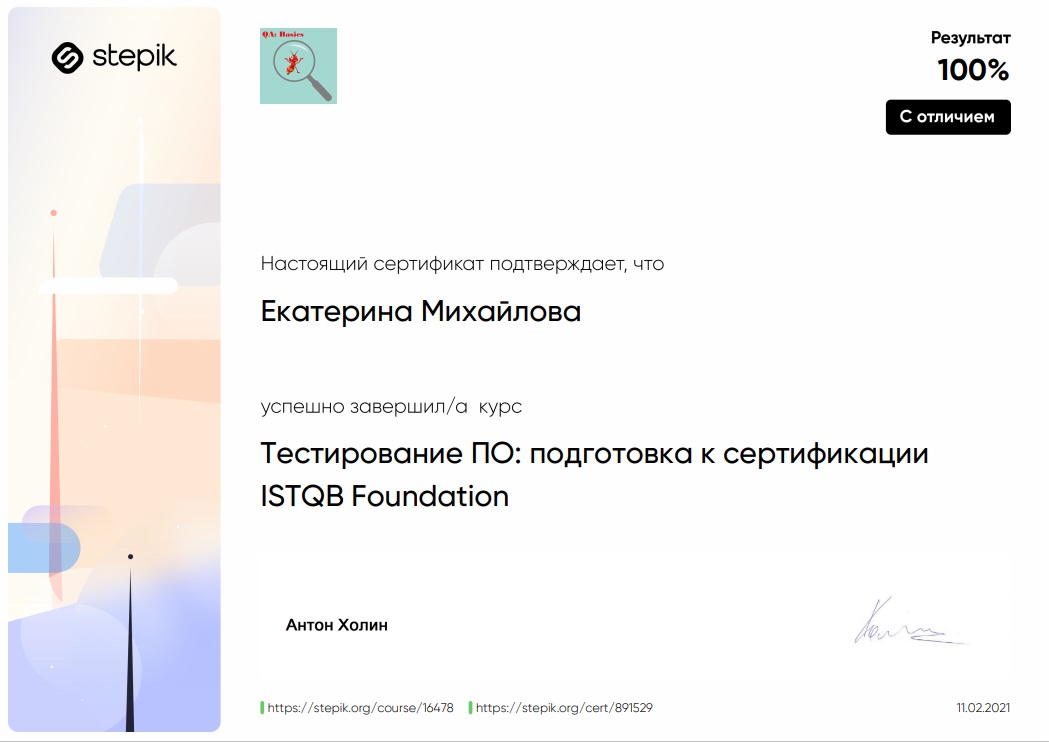 stepik
QA: Basics
Результат
100%
С отличием
Настоящий сертификат подтверждает, что
Екатерина Михайлова
успешно завершил/а курс
Тестирование ПО: подготовка к сертификации
ISTQB Foundation
Антон Холин
https://stepik.org/course/16478 https://stepik.org/cert/891529
11.02.2021